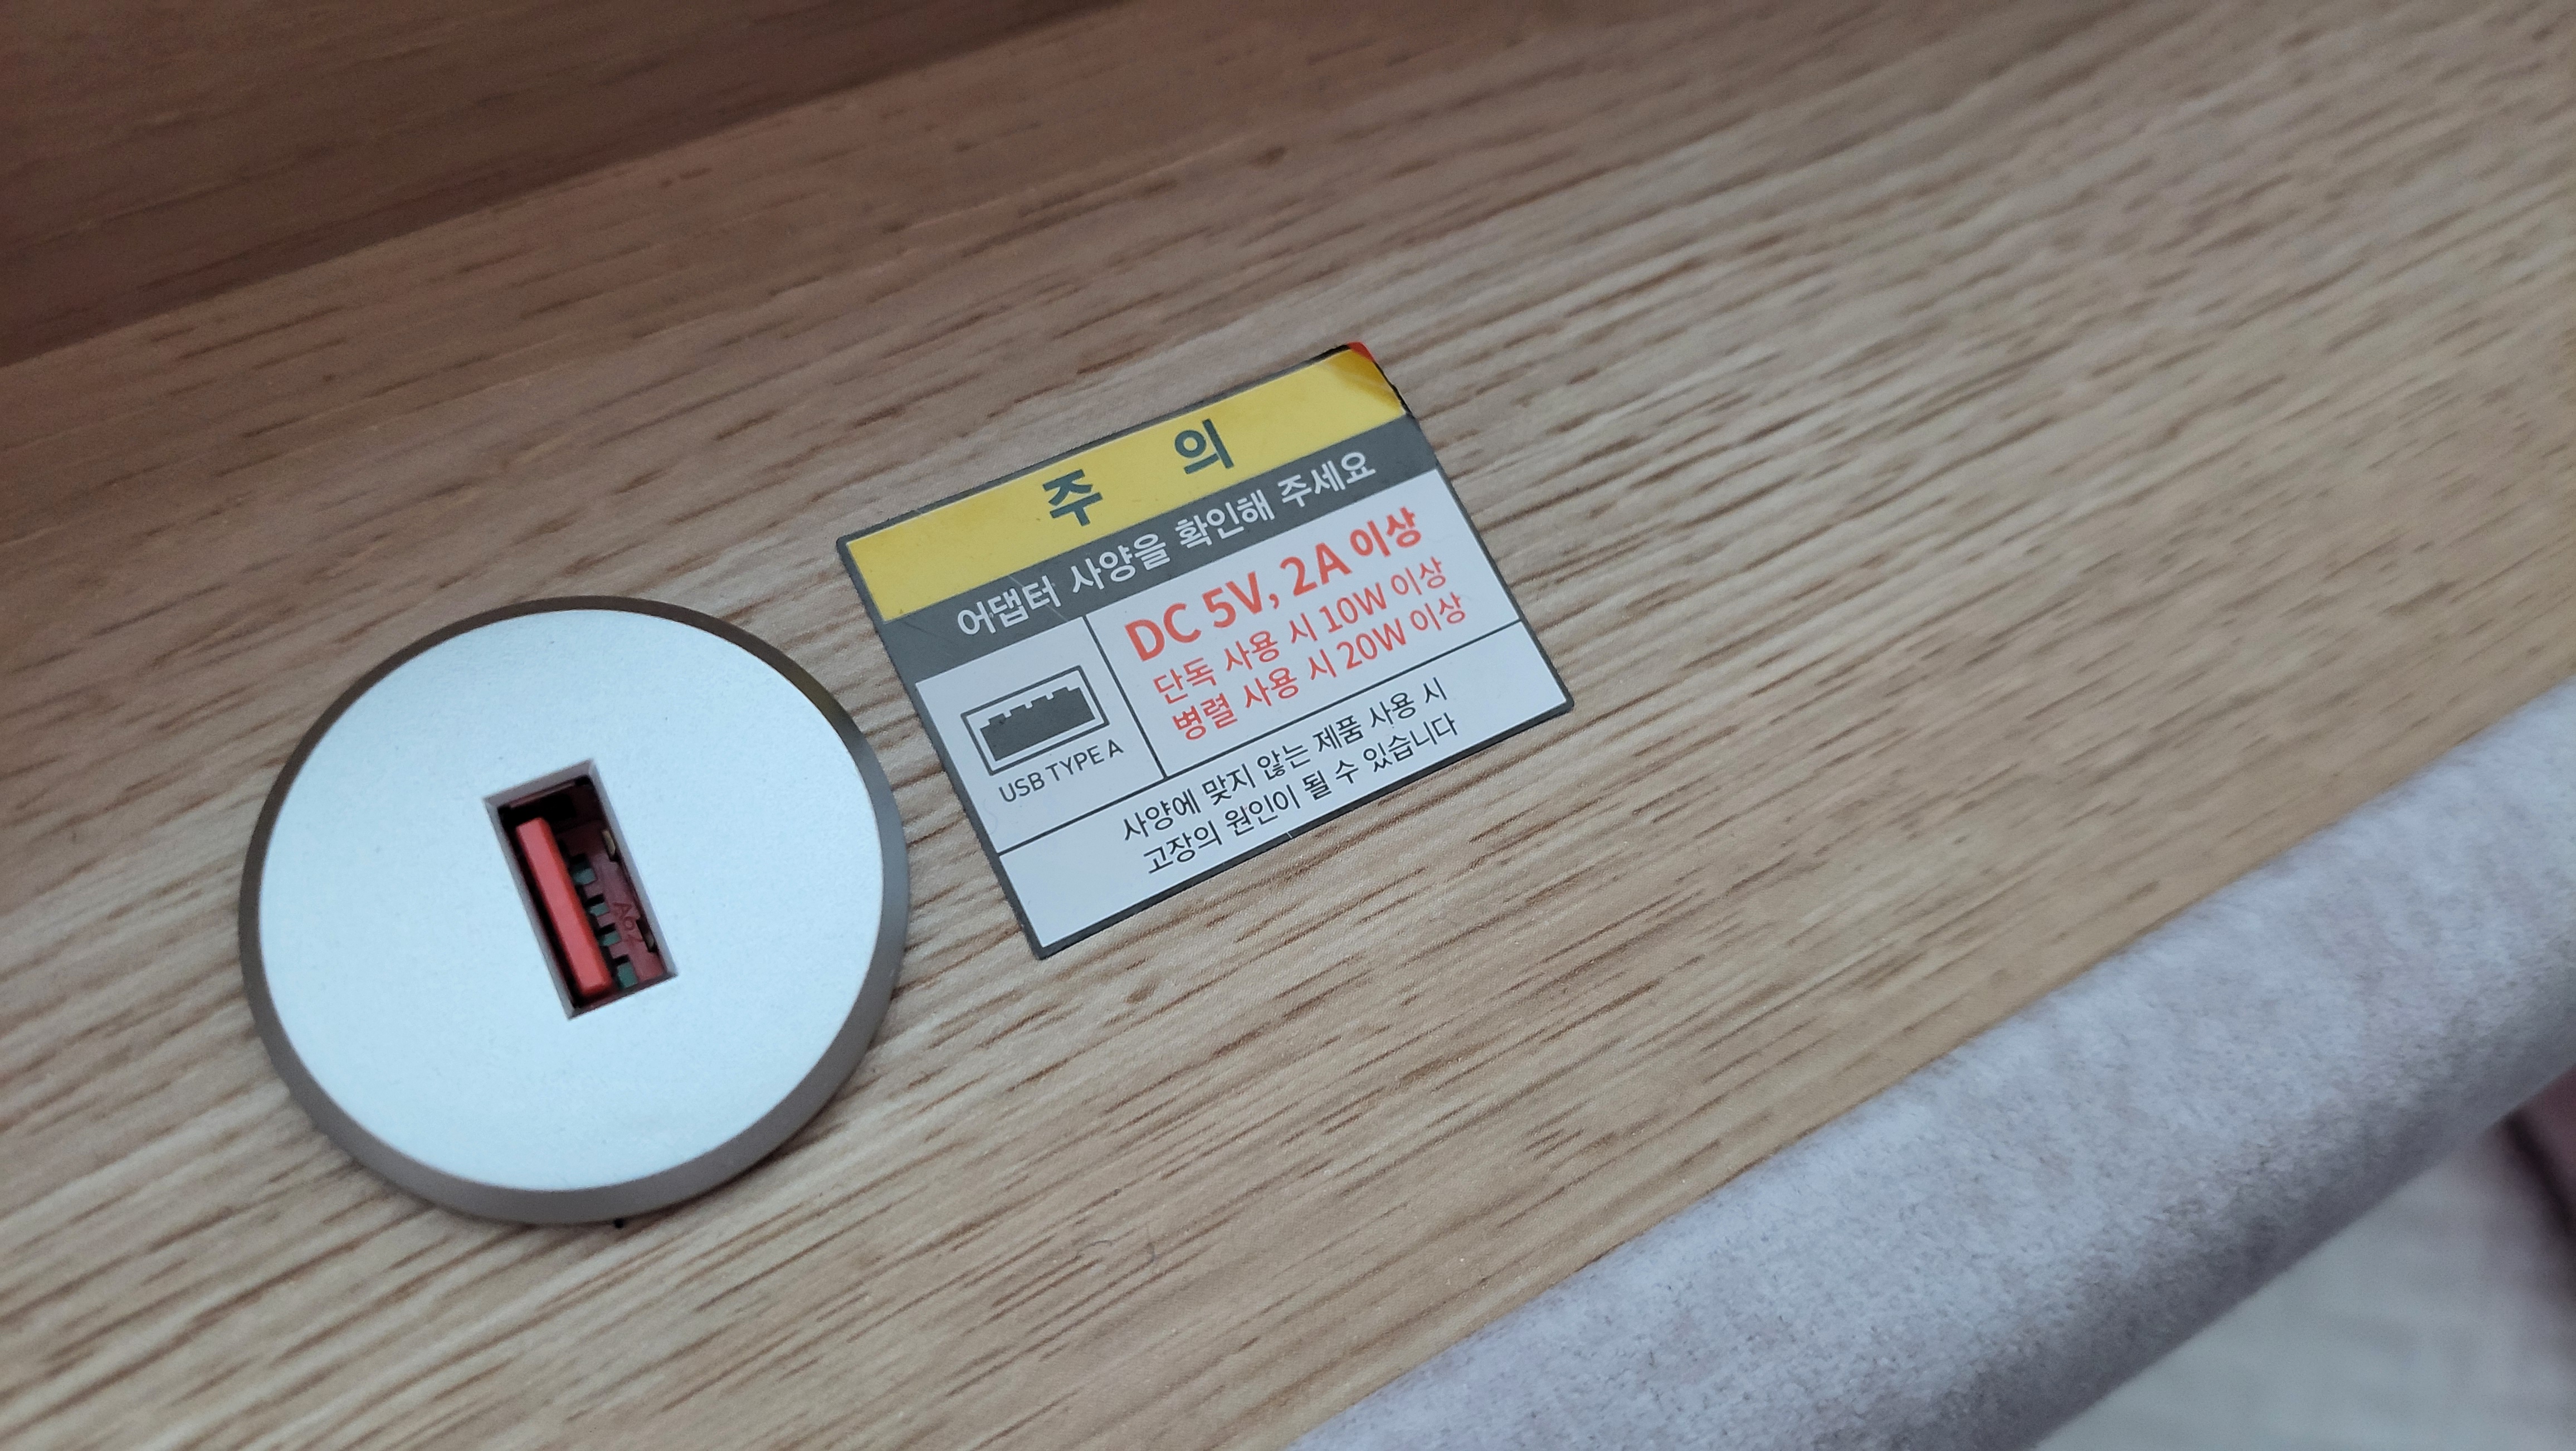 주 의
어댑터 사양을 확인해 주세요
DC 5V, 2A 이상
단독 사용 시 10W 이상
병렬 사용 시 20W 이상
USB TYPE A
사양에 맞지 않는 제품 사용 시
고장의 원인이 될 수 있습니다